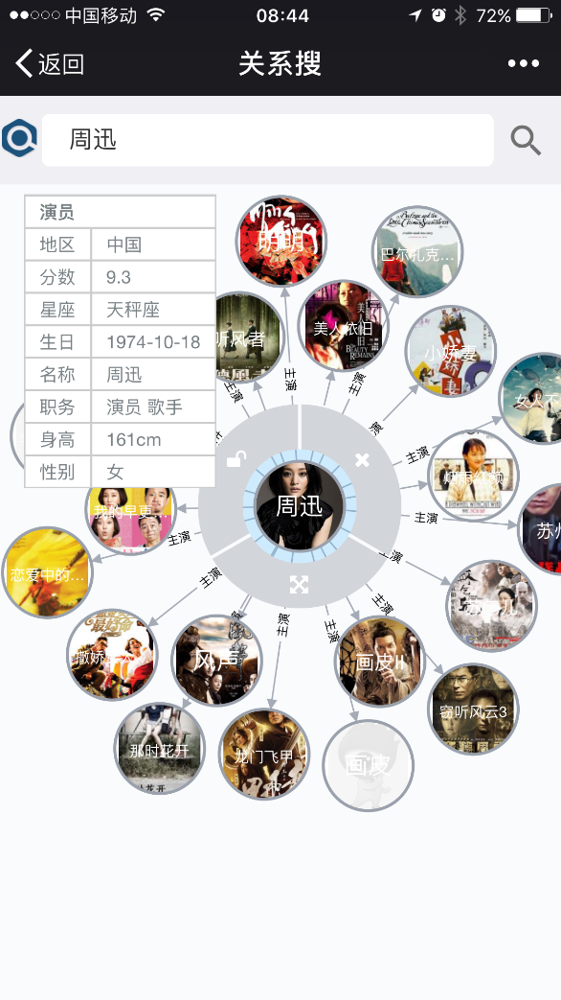 中国移动
08:44
72%
返回
关系搜
周迅
演员
地区 中国
分数 9.3
星座 天秤座
生日 1974-10-18
名称 周迅
职务 演员 歌手
身高 161cm
性别 女
明明
巴尔扎克...
听风者
美人依旧
小娇妻
女人不
主演
主演
主演
主演
主演
主演
苏州
周迅
我的早更...
恋爱中的...
主演
主演
主演
主演
主演
主演
风声
画皮II
窃听风云3
那时花开
龙门飞甲
画皮